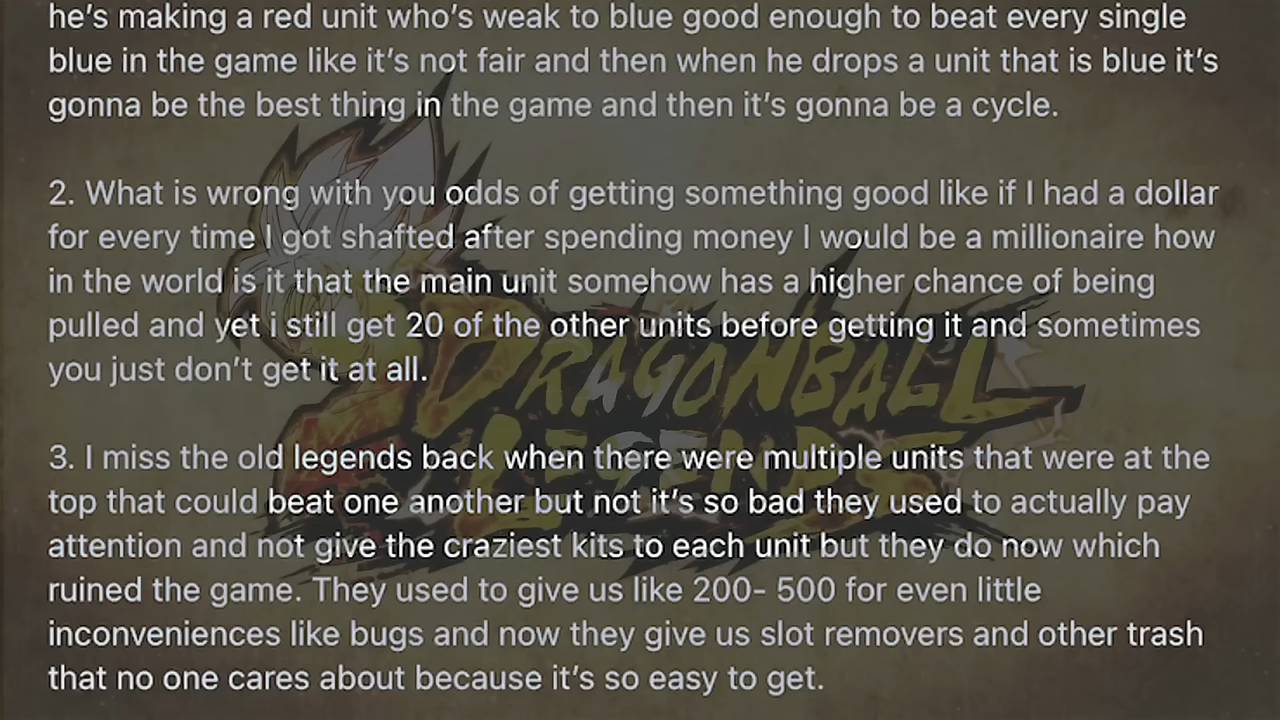 he’s making a red unit who’s weak to blue good enough to beat every single
blue in the game like it’s not fair and then when he drops a unit that is blue it’s
gonna be the best thing in the game and then it’s gonna be a cycle.
2. What is wrong with you odds of getting something good like if I had a dollar
for every time I got shafted after spending money I would be a millionaire how
in the world is it that the main unit somehow has a higher chance of being
pulled and yet i still get 20 of the other units before getting it and sometimes
you just don’t get it at all.
3. I miss the old legends back when there were multiple units that were at the
top that could beat one another but not it’s so bad they used to actually pay
attention and not give the craziest kits to each unit but they do now which
ruined the game. They used to give us like 200- 500 for even little
inconveniences like bugs and now they give us slot removers and other trash
that no one cares about because it’s so easy to get.
DRAGONBALL
LEGENDS